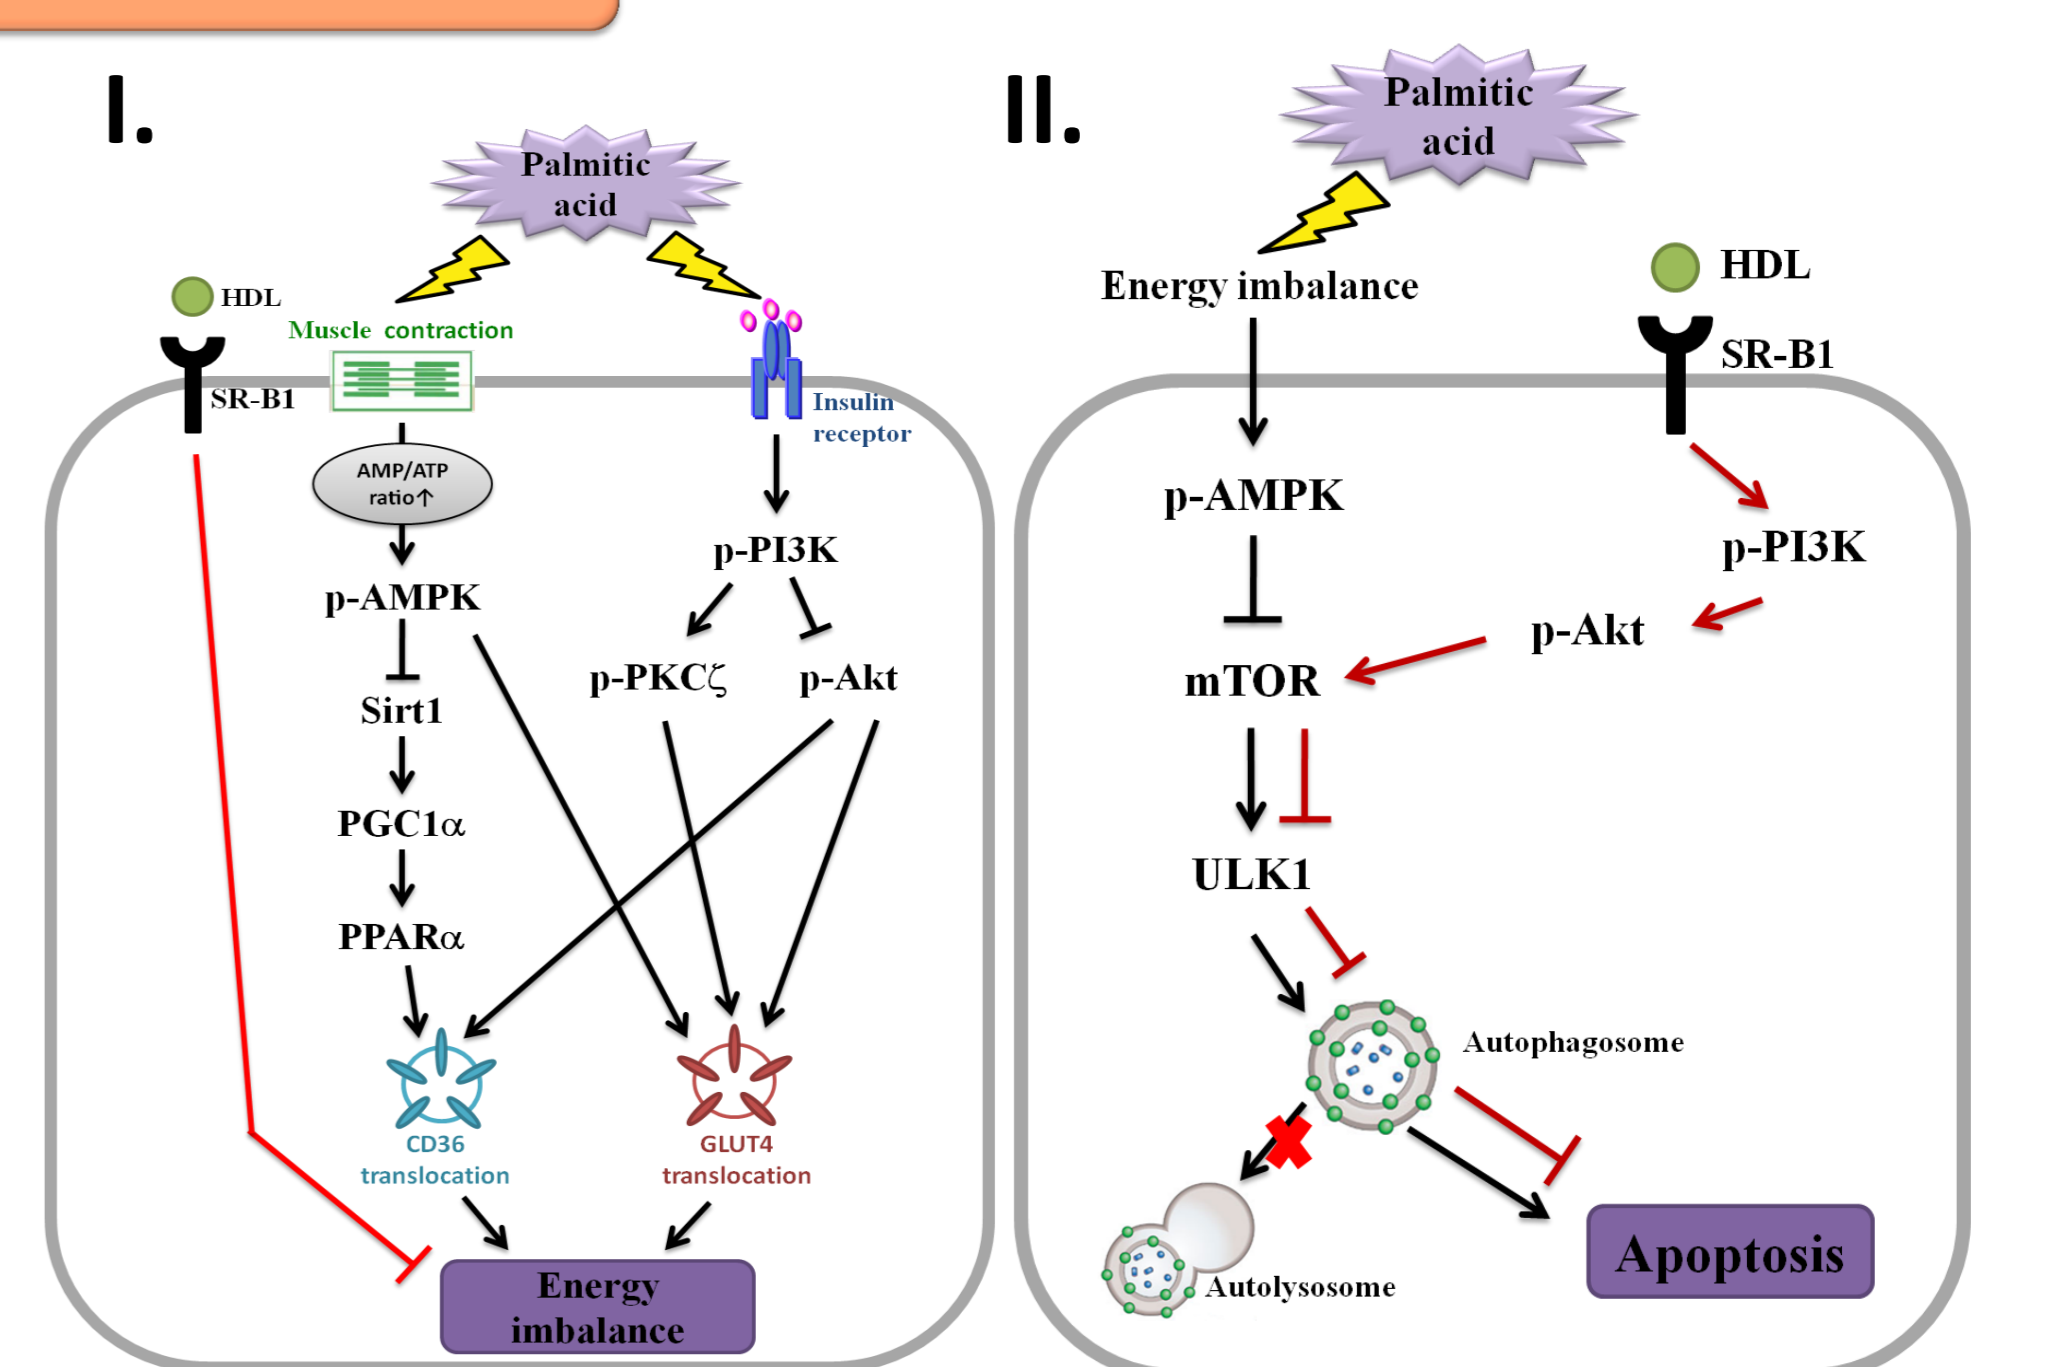 I.
Palmitic
acid
HDL
SR-B1
Muscle contraction
Insulin
receptor
AMP/ATP
ratio↑
p-AMPK
Sirt1
PGC1α
PPARα
p-PI3K
p-PKCζ
p-Akt
CD36
translocation
GLUT4
translocation
Energy
imbalance
II.
Palmitic
acid
Energy imbalance
HDL
SR-B1
p-AMPK
p-PI3K
p-Akt
mTOR
ULK1
Autophagosome
Autolysosome
Apoptosis